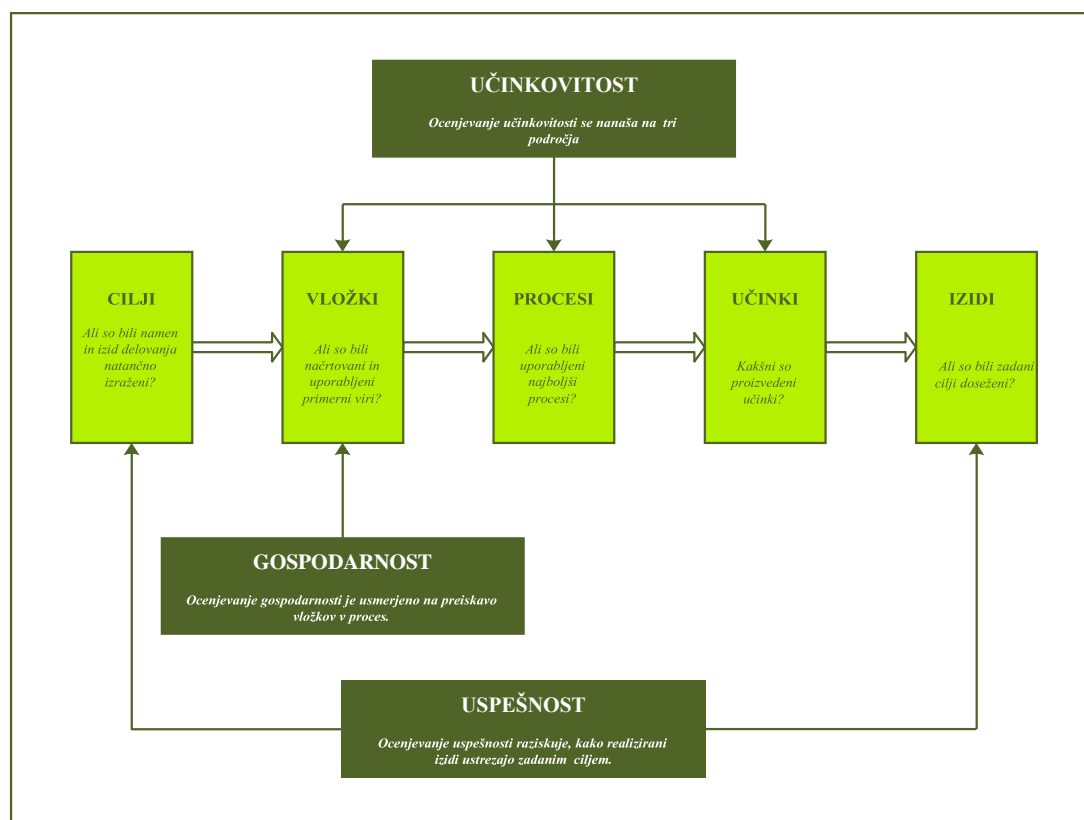 UČINKOVITOST
Ocenjevanje učinkovitosti se nanaša na tri
področja
CILJI
Ali so bili namen
in izid delovanja
natančno
izraženi?
VLOŽKI
Ali so bili
načrtovani in
uporabljeni
primerni viri?
PROCESI
Ali so bili
uporabljeni
najboljši
procesi?
UČINKI
Kakšni so
proizvedeni
učinki?
IZIDI
Ali so bili zadani
cilji doseženi?
GOSPODARNOST
Ocenjevanje gospodarnosti je usmerjeno na preiskavo
vložkov v proces.
USPEŠNOST
Ocenjevanje uspešnosti raziskuje, kako realizirani
izidi ustrezajo zadanim ciljem.